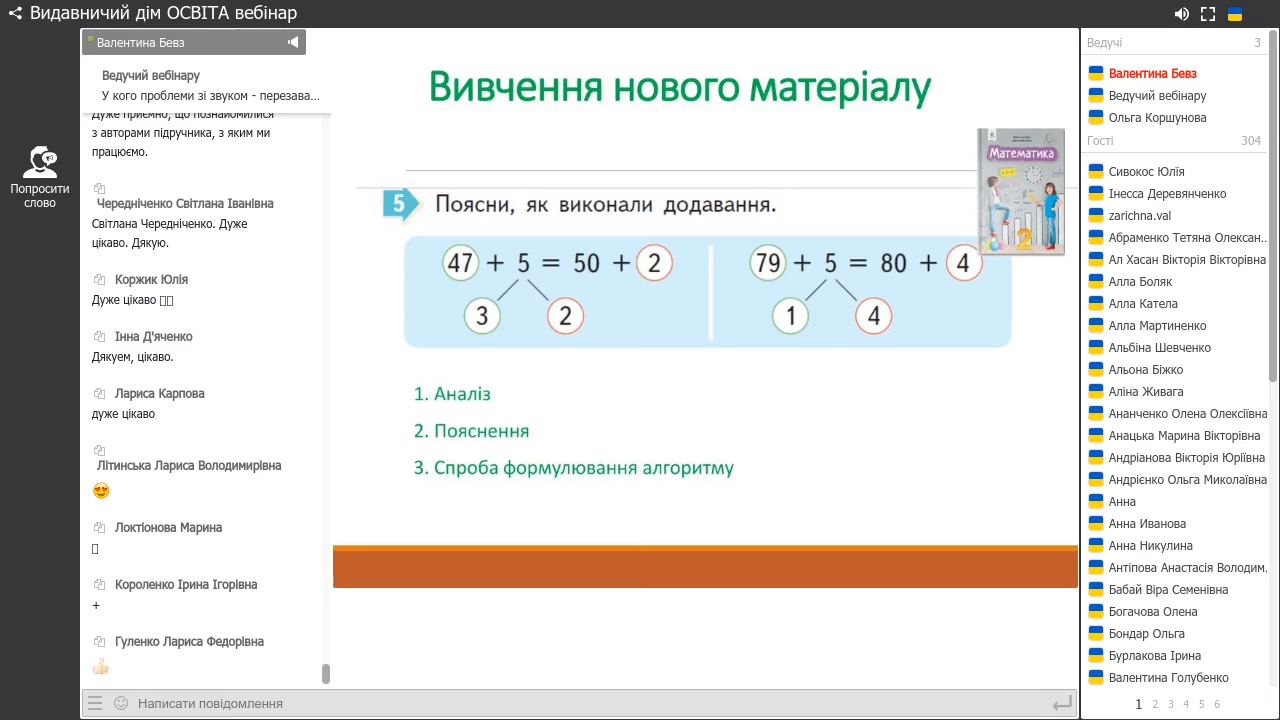 Видавничий дім ОСВІТА вебінар
Попросити
слово
Валентина Бевз
Ведучий вебінару
У кого проблеми зі звуком - перезава...
Дуже приємно, що познайомилися
з авторами підручника, з яким ми
працюємо.
Чередніченко Світлана Іванівна
Світлана Чередніченко. Дуже
цікаво. Дякую.
Коржик Юлія
Дуже цікаво
Інна Д'яченко
Дякуем, цікаво.
Лариса Карпова
дуже цікаво
Літинська Лариса Володимирівна
Локтіонова Марина
Короленко Ірина Ігорівна
+
Гуленко Лариса Федорівна
Написати повідомлення
Вивчення нового матеріалу
Математика
2
5 Поясни, як виконали додавання.
47 + 5 = 50 + 2
3 2
79 + 5 = 80 + 4
1 4
1. Аналіз
2. Пояснення
3. Спроба формулювання алгоритму
Ведучі 3
Валентина Бевз
Ведучий вебінару
Ольга Коршунова
Гості 304
Сивокос Юлїя
Інесса Деревянченко
zarichna.val
Абраменко Тетяна Олексан..
Ал Хасан Вікторія Вікторівна
Алла Боляк
Алла Катела
Алла Мартиненко
Альбіна Шевченко
Альона Біжко
Аліна Живага
Ананченко Олена Олексіївна
Анацька Марина Вікторівна
Андріанова Вікторія Юріївна
Андрієнко Ольга Миколаївна
Анна
Анна Иванова
Анна Никулина
Антіпова Анастасія Володим.
Бабай Віра Семенівна
Богачова Олена
Бондар Ольга
Бурлакова Ірина
Валентина Голубенко
1 2 3 4 5 6